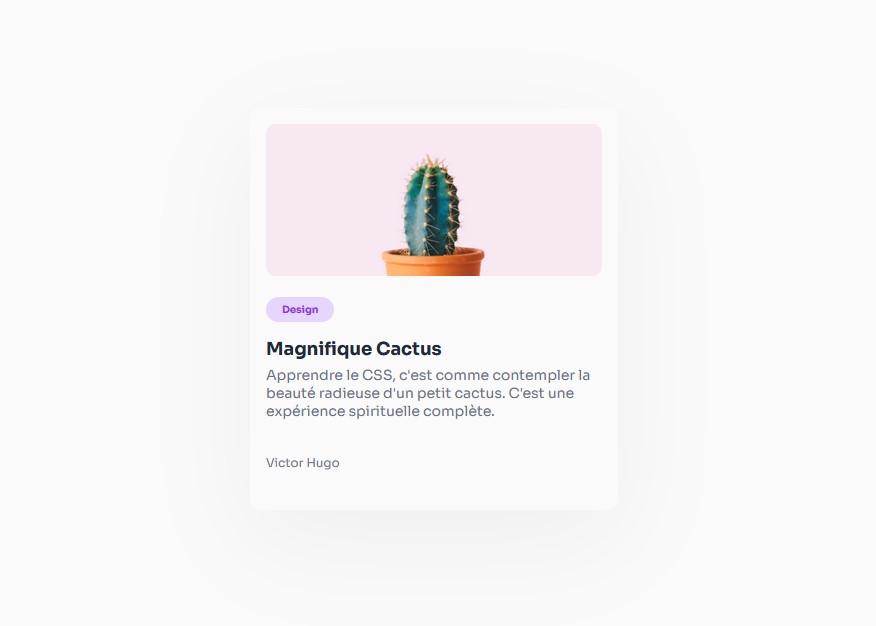 Design
Magnifique Cactus
Apprendre le CSS, c'est comme contempler la
beauté radieuse d'un petit cactus. C'est une
expérience spirituelle complète.
Victor Hugo